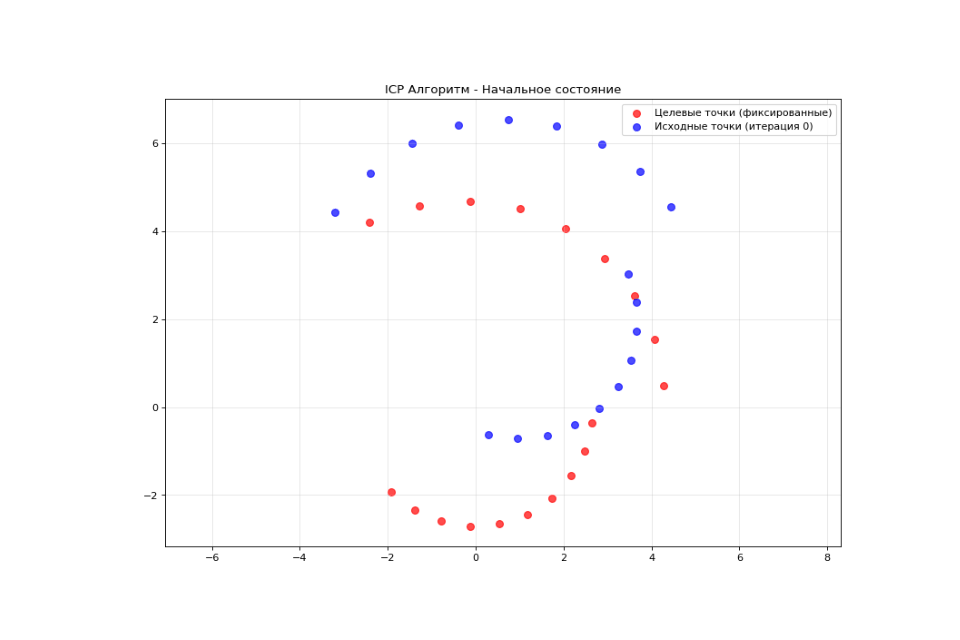 ICP Алгоритм - Начальное состояние
Целевые точки (фиксированные)
Исходные точки (итерация 0)
6
4
2
0
−2
−6 −4 −2 0 2 4 6 8